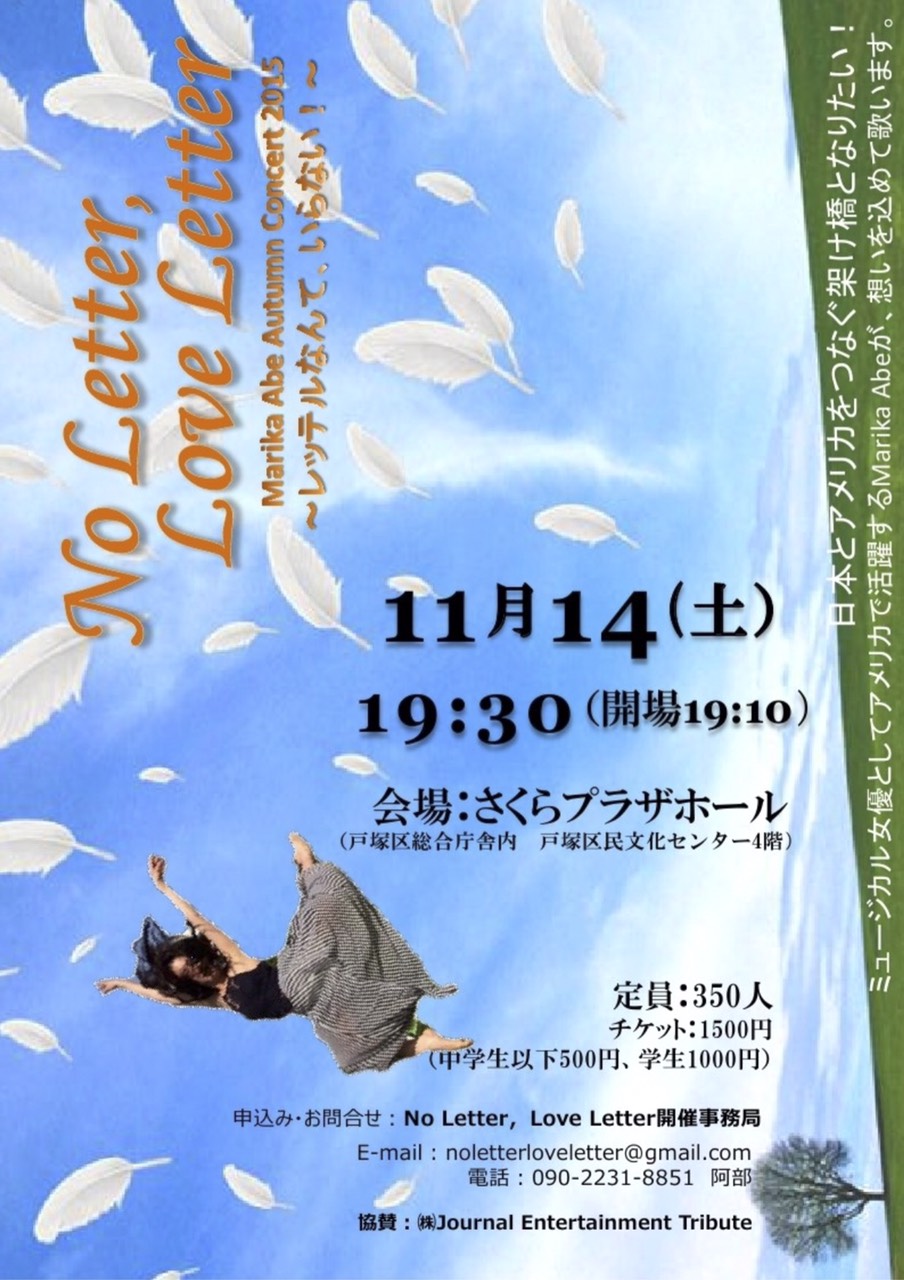 No Letter,
Love Letter
Marika Abe Autumn Concert 2015
～レッテルなんて、いらない！～
日本とアメリカをつなぐ架け橋となりたい！
ミュージカル女優としてアメリカで活躍するMarika Abeが、想いを込めて歌います。
11月14（土）
19:30（開場19:10）
会場：さくらプラザホール
（戸塚区総合庁舎内　戸塚区民文化センター4階）
定員：350人
チケット：1500円
（中学生以下500円、学生1000円）
申込み・お問合せ：No Letter，Love Letter開催事務局
E-mail：noletterloveletter@gmail.com
電話：090-2231-8851 阿部
協賛：㈱Journal Entertainment Tribute